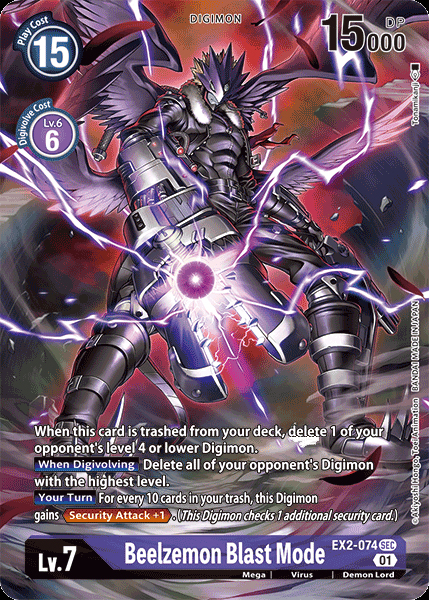 DIGIMON
Play Cost
15
15000
DP
Digivolve Cost
Lv.6
6
Tonamikanji
© Akiyoshi Hongo, Toei Animation BANDAI MADE IN JAPAN
When this card is trashed from your deck, delete 1 of your
opponent's level 4 or lower Digimon.
When Digivolving Delete all of your opponent's Digimon
with the highest level.
Your Turn For every 10 cards in your trash, this Digimon
gains Security Attack +1. (This Digimon checks 1 additional security card.)
Lv.7
Beelzemon Blast Mode
EX2-074 SEC
01
Mega Virus Demon Lord